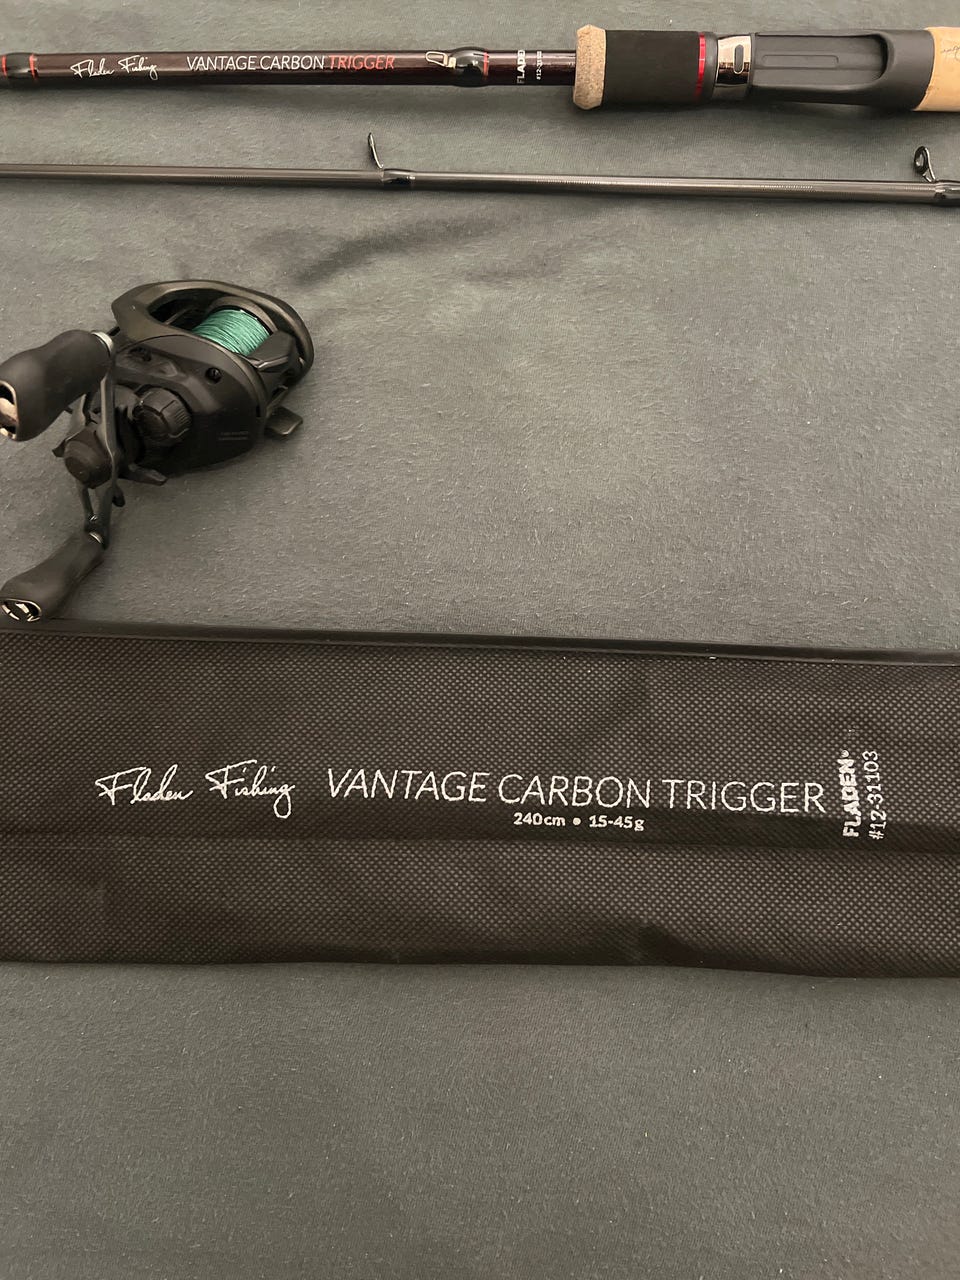 Fladen Fishing VANTAGE CARBON TRIGGER
FLADEN
Fladen Fishing VANTAGE CARBON TRIGGER
240cm • 15-45g
FLADEN®
#12-31103